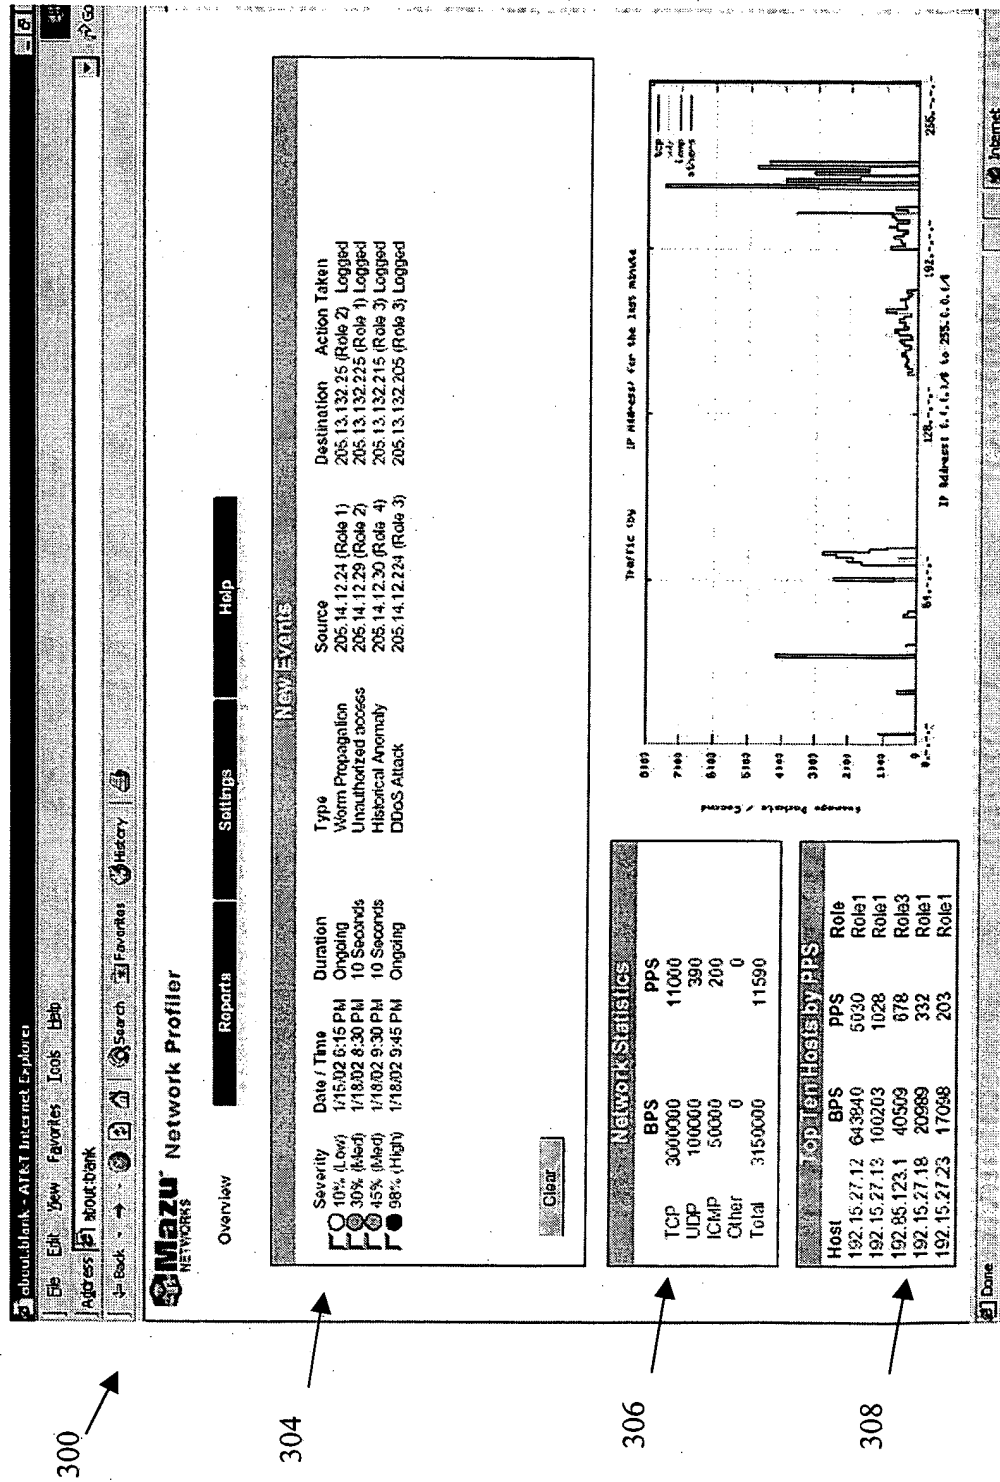 300
about:blank - AT&T Internet Explorer
File Edit View Favorites Tools Help
Address about:blank Go
Back Search Favorites History
Mazu™ Network Profiler
NETWORKS
Overview Reports Settings Help
304
New Events
Severity Date / Time Duration Type Source Destination Action Taken
10% (Low) 1/15/02 6:15 PM Ongoing Worm Propagation 205.14.12.24 (Role 1) 205.13.132.25 (Role 2) Logged
30% (Med) 1/18/02 8:30 PM 10 Seconds Unauthorized access 205.14.12.29 (Role 2) 205.13.132.225 (Role 1) Logged
45% (Med) 1/18/02 9:30 PM 10 Seconds Historical Anomaly 205.14.12.30 (Role 4) 205.13.132.215 (Role 3) Logged
98% (High) 1/18/02 9:45 PM Ongoing DDoS Attack 205.14.12.224 (Role 3) 205.13.132.205 (Role 3) Logged
Clear
306
Network Statistics
BPS PPS
TCP 3000000 11000
UDP 100000 390
ICMP 50000 200
Other 0 0
Total 3150000 11590
308
Top Ten Hosts by PPS
Host BPS PPS Role
192.15.27.12 643840 5030 Role1
192.15.27.13 100203 1028 Role1
192.85.123.1 40509 678 Role3
192.15.27.18 20989 332 Role1
192.15.27.23 17098 203 Role1
Traffic (by IP Address) for the last minute
Packets / Second
tcp
others
0
64.-.-.-
128.-.-.-
192.-.-.-
IP Address:
Done Internet